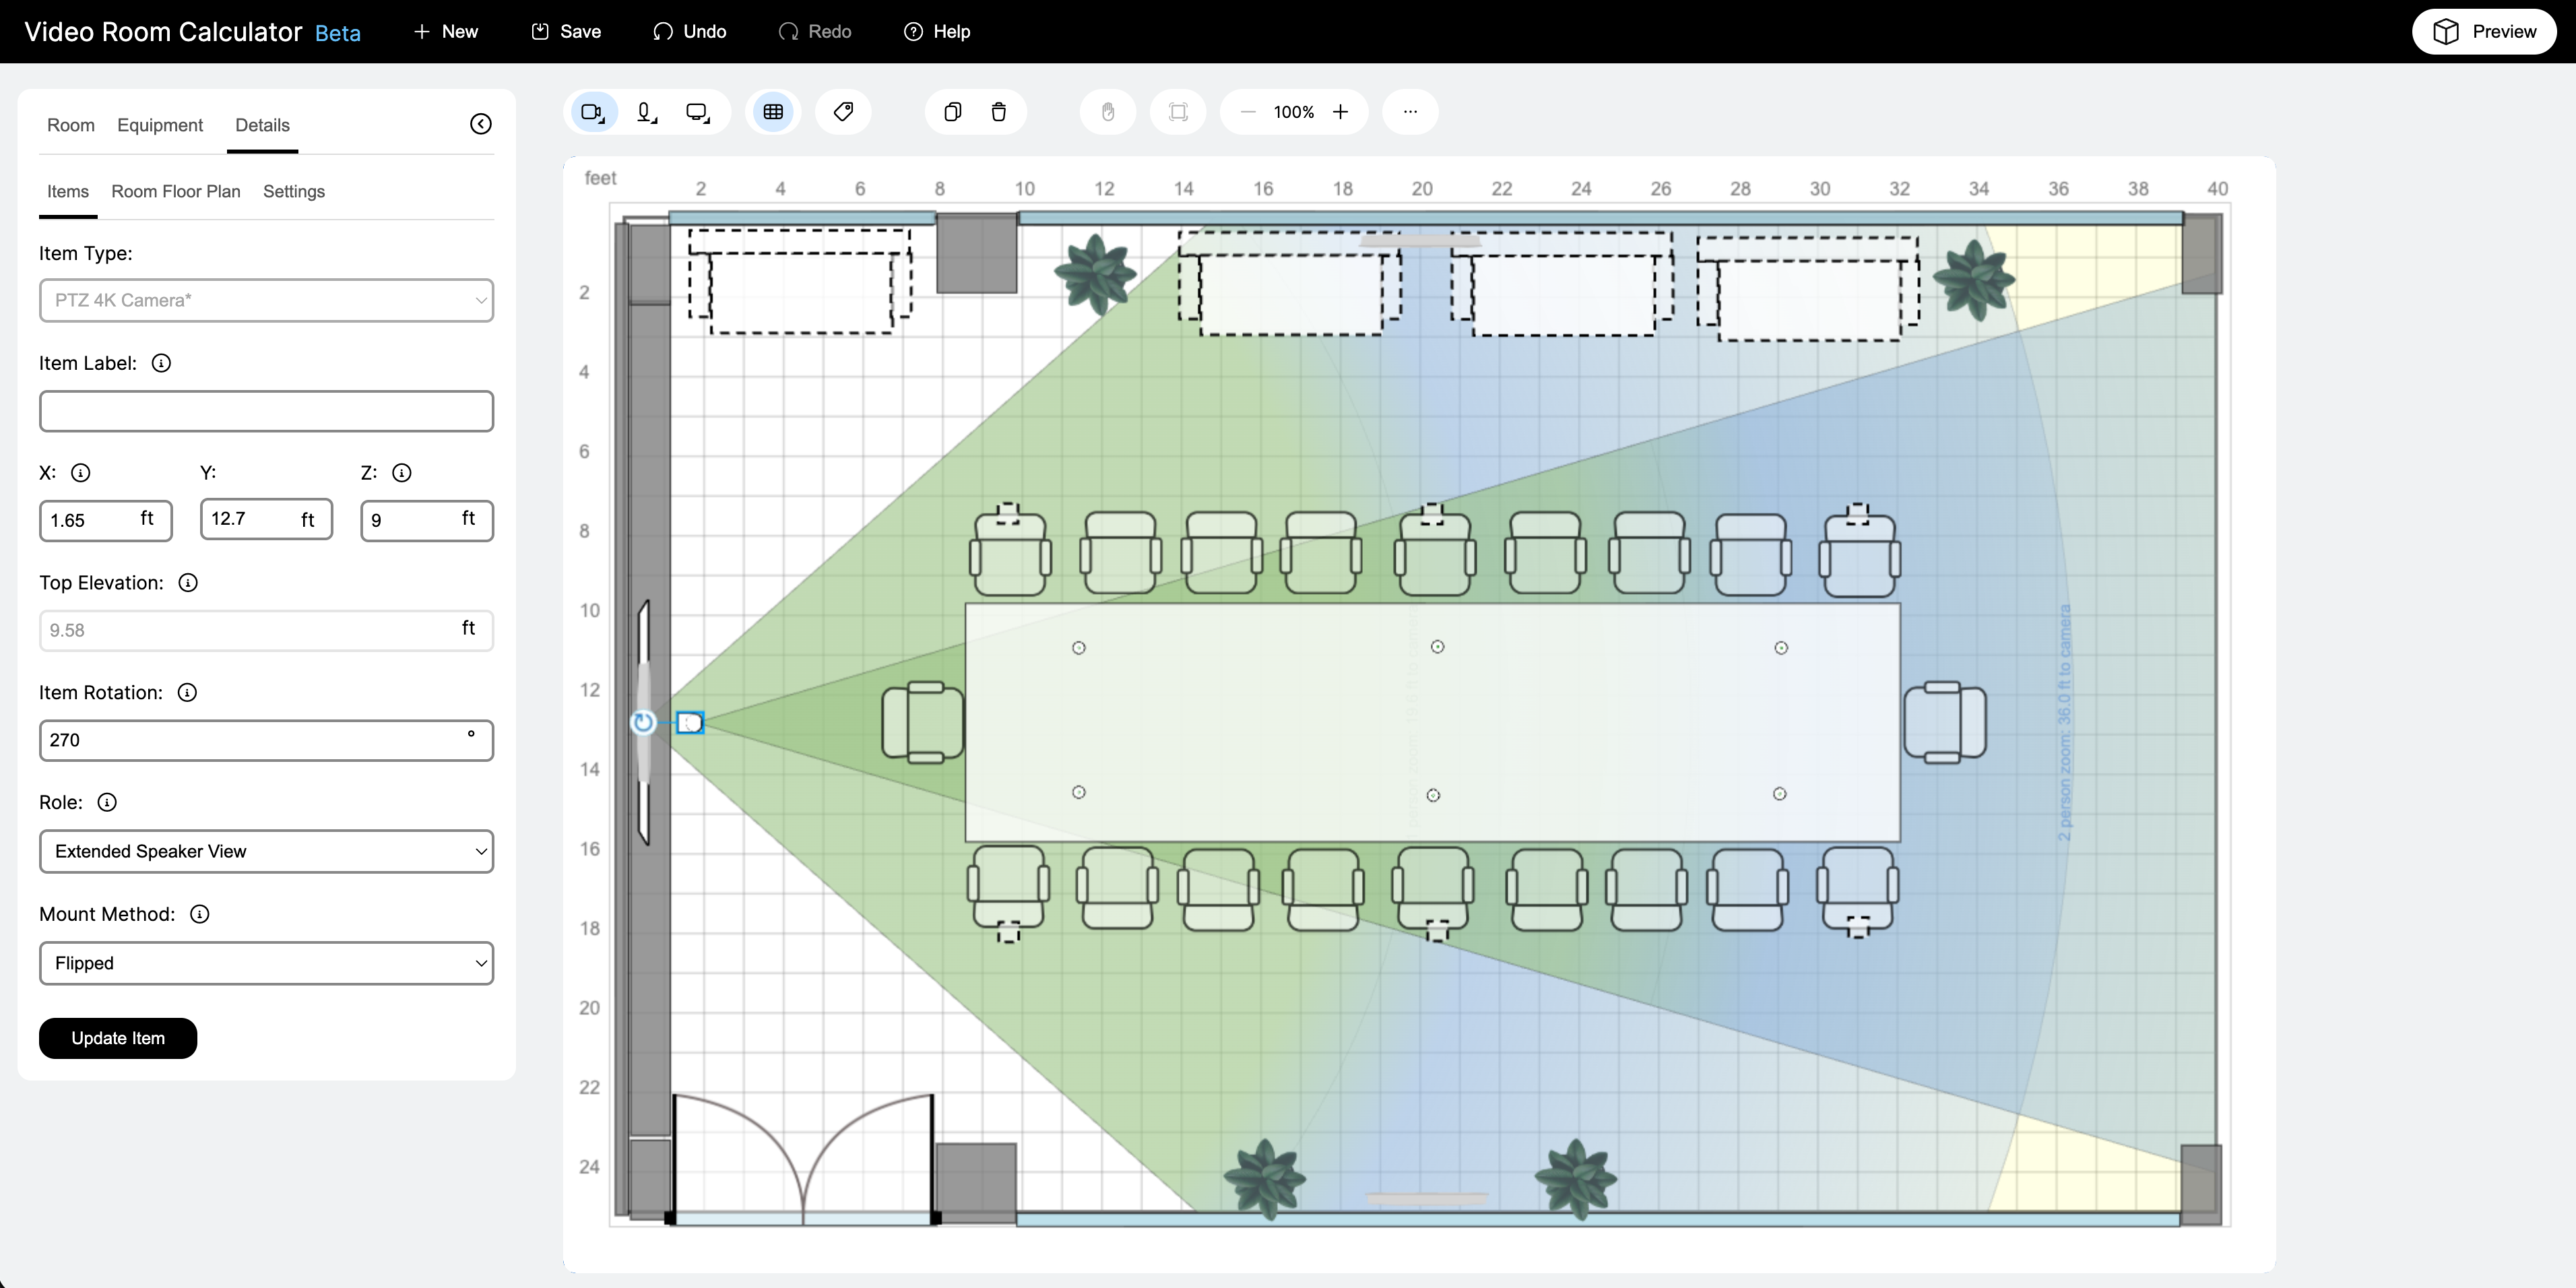 Video Room Calculator Beta
New
Save
Undo
Redo
Help
Preview
Room
Equipment
Details
100%
Items
Room Floor Plan
Settings
Item Type:
PTZ 4K Camera*
Item Label:
X:
Y:
Z:
1.65 ft
12.7 ft
9 ft
Top Elevation:
9.58 ft
Item Rotation:
270 °
Role:
Extended Speaker View
Mount Method:
Flipped
Update Item
feet
2 4 6 8 10 12 14 16 18 20 22 24 26 28 30 32 34 36 38 40
2
4
6
8
10
12
14
16
18
20
22
24
2 person zoom: 36.0 ft to camera